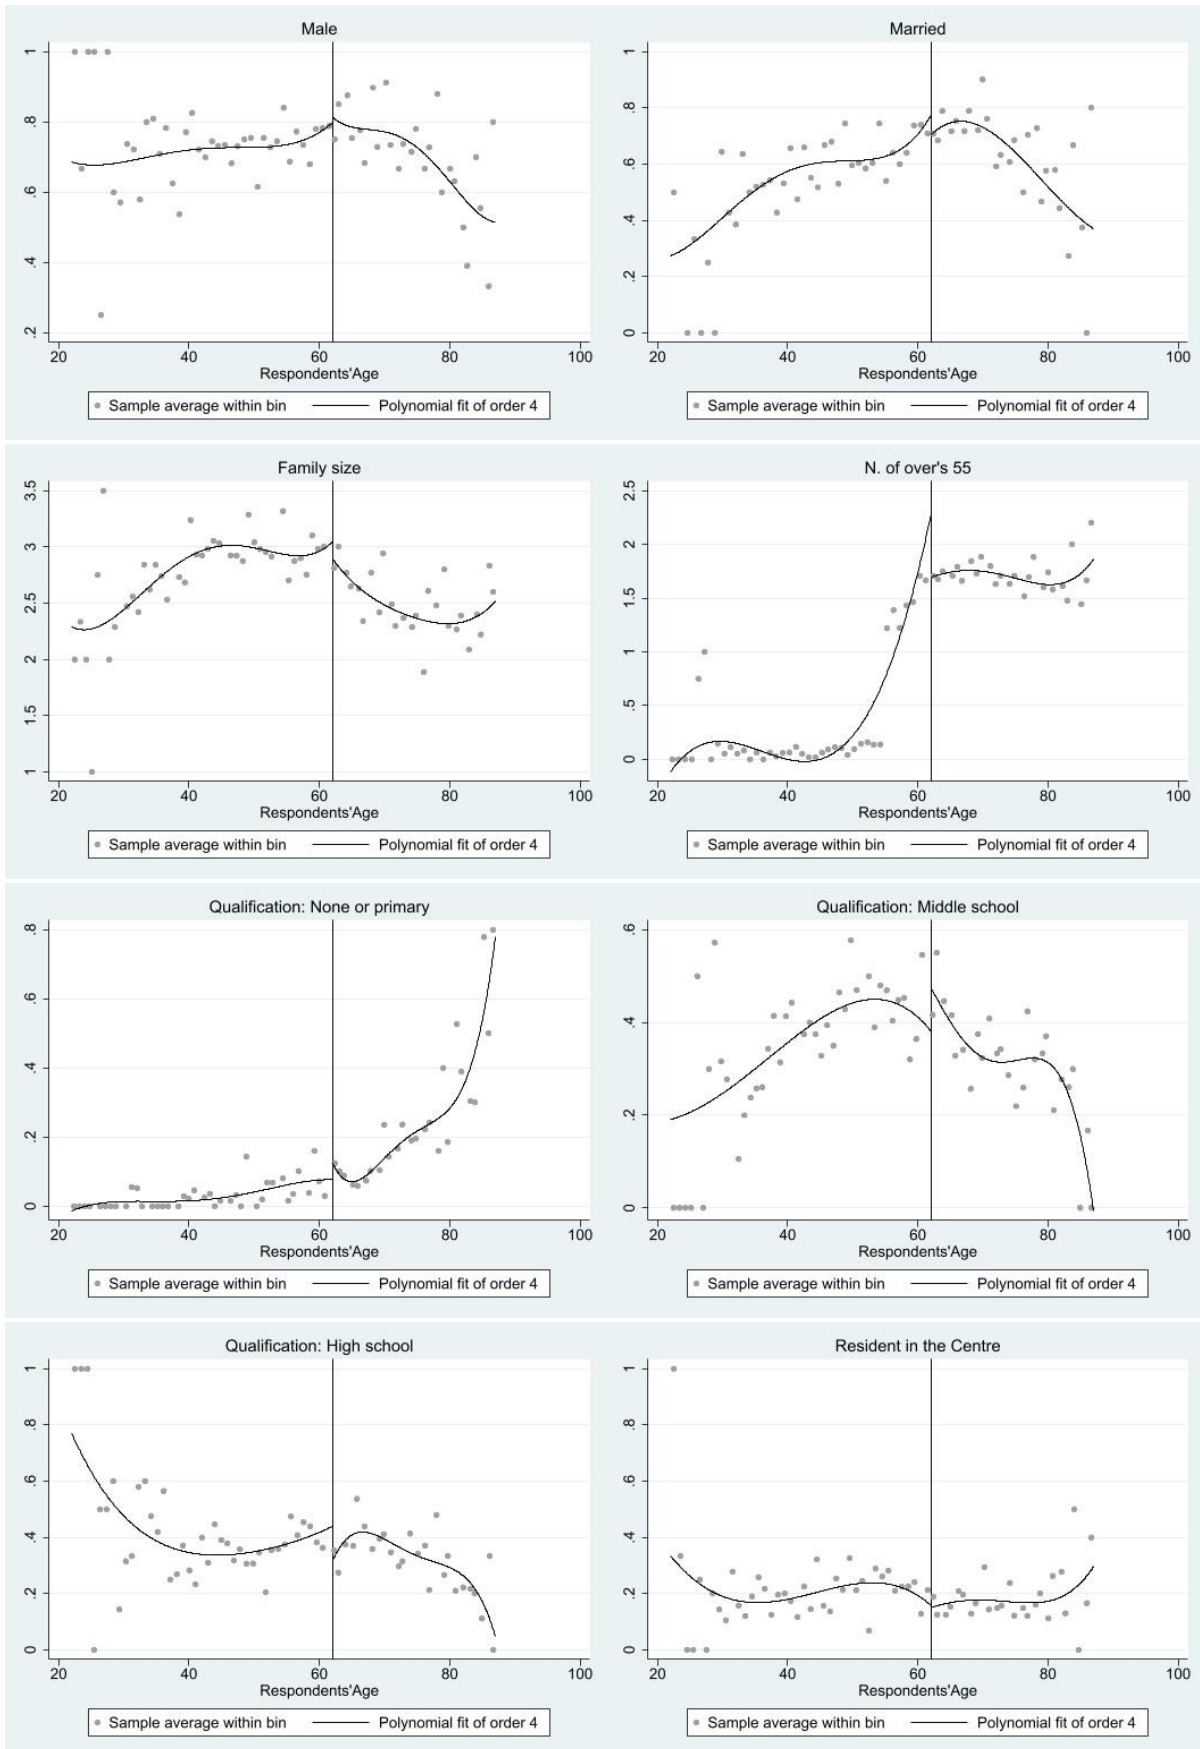 Male
1
.8
.6
.4
.2
20 40 60 80 100
Respondents'Age
Sample average within bin Polynomial fit of order 4
Married
1
.8
.6
.4
.2
0
20 40 60 80 100
Respondents'Age
Sample average within bin Polynomial fit of order 4
Family size
3.5
3
2.5
2
1.5
1
20 40 60 80 100
Respondents'Age
Sample average within bin Polynomial fit of order 4
N. of over's 55
2.5
2
1.5
1
.5
0
20 40 60 80 100
Respondents'Age
Sample average within bin Polynomial fit of order 4
Qualification: None or primary
.8
.6
.4
.2
0
20 40 60 80 100
Respondents'Age
Sample average within bin Polynomial fit of order 4
Qualification: Middle school
.6
.4
.2
0
20 40 60 80 100
Respondents'Age
Sample average within bin Polynomial fit of order 4
Qualification: High school
1
.8
.6
.4
.2
0
20 40 60 80 100
Respondents'Age
Sample average within bin Polynomial fit of order 4
Resident in the Centre
1
.8
.6
.4
.2
0
20 40 60 80 100
Respondents'Age
Sample average within bin Polynomial fit of order 4